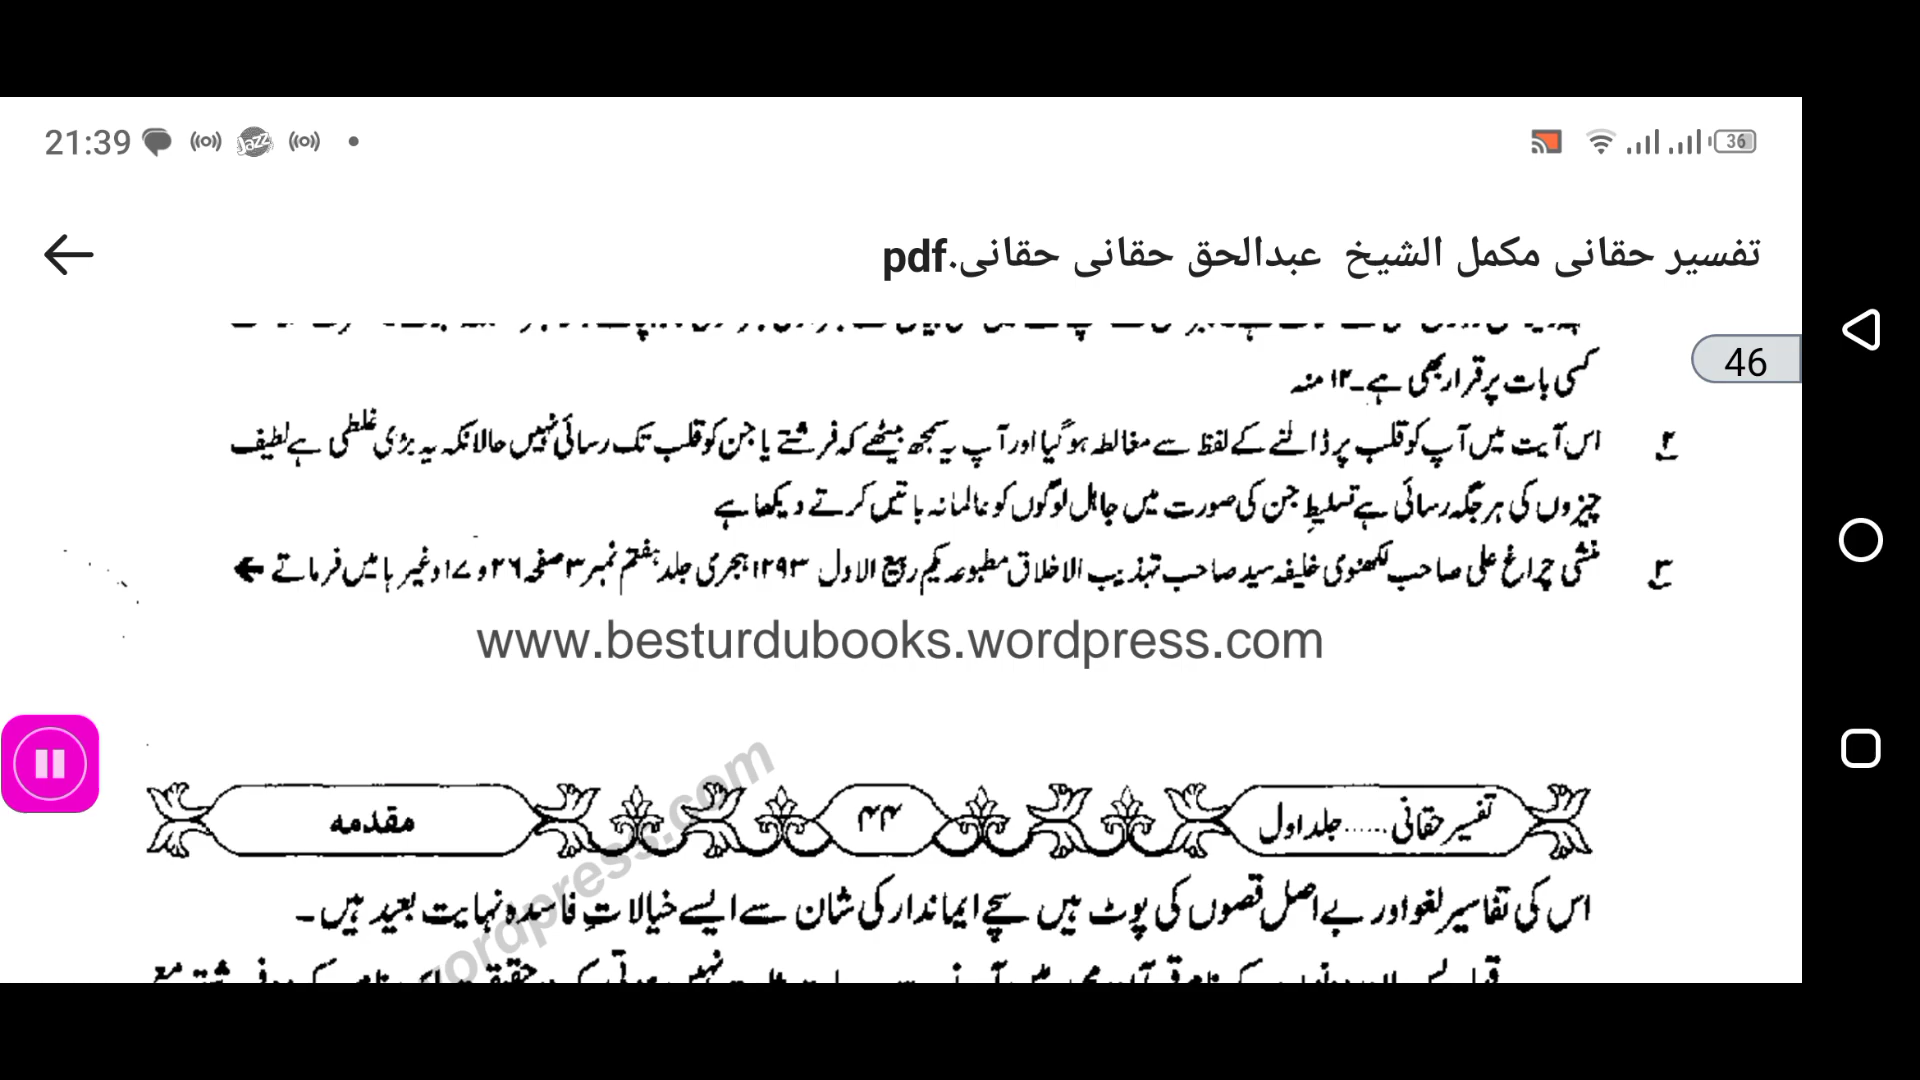 21:39
36
تفسیر حقانی مکمل الشیخ عبدالحق حقانی حقانی.pdf
46
کسی بات پر قرار بھی ہے۔ ۱۲ منہ
۲ اس آیت میں آپ کو قلب پر ڈالنے کے لفظ سے مغالطہ ہو گیا اور آپ یہ سمجھ بیٹھے کہ فرشتے یا جن کو قلب تک رسائی نہیں حالانکہ یہ بڑی غلطی ہے لطیف
چیزوں کی ہر جگہ رسائی ہے تسلیطِ جن کی صورت میں جاہل لوگوں کو عالمانہ باتیں کرتے دیکھا ہے
۳ منشی چراغ علی صاحب لکھنوی خلیفہ سید صاحب تہذیب الاخلاق مطبوعہ یکم ربیع الاول ۱۲۹۳ ہجری جلد ہفتم نمبر ۳ صفحہ ۲۶ و ۱۷ وغیرہا میں فرماتے ←
www.besturdubooks.wordpress.com
تفسیر حقانی......جلد اول ۴۴ مقدمہ
اس کی تفاسیر لغو اور بے اصل قصوں کی پوٹ ہیں سچے ایماندار کی شان سے ایسے خیالاتِ فاسدہ نہایت بعید ہیں۔
wordpress.com